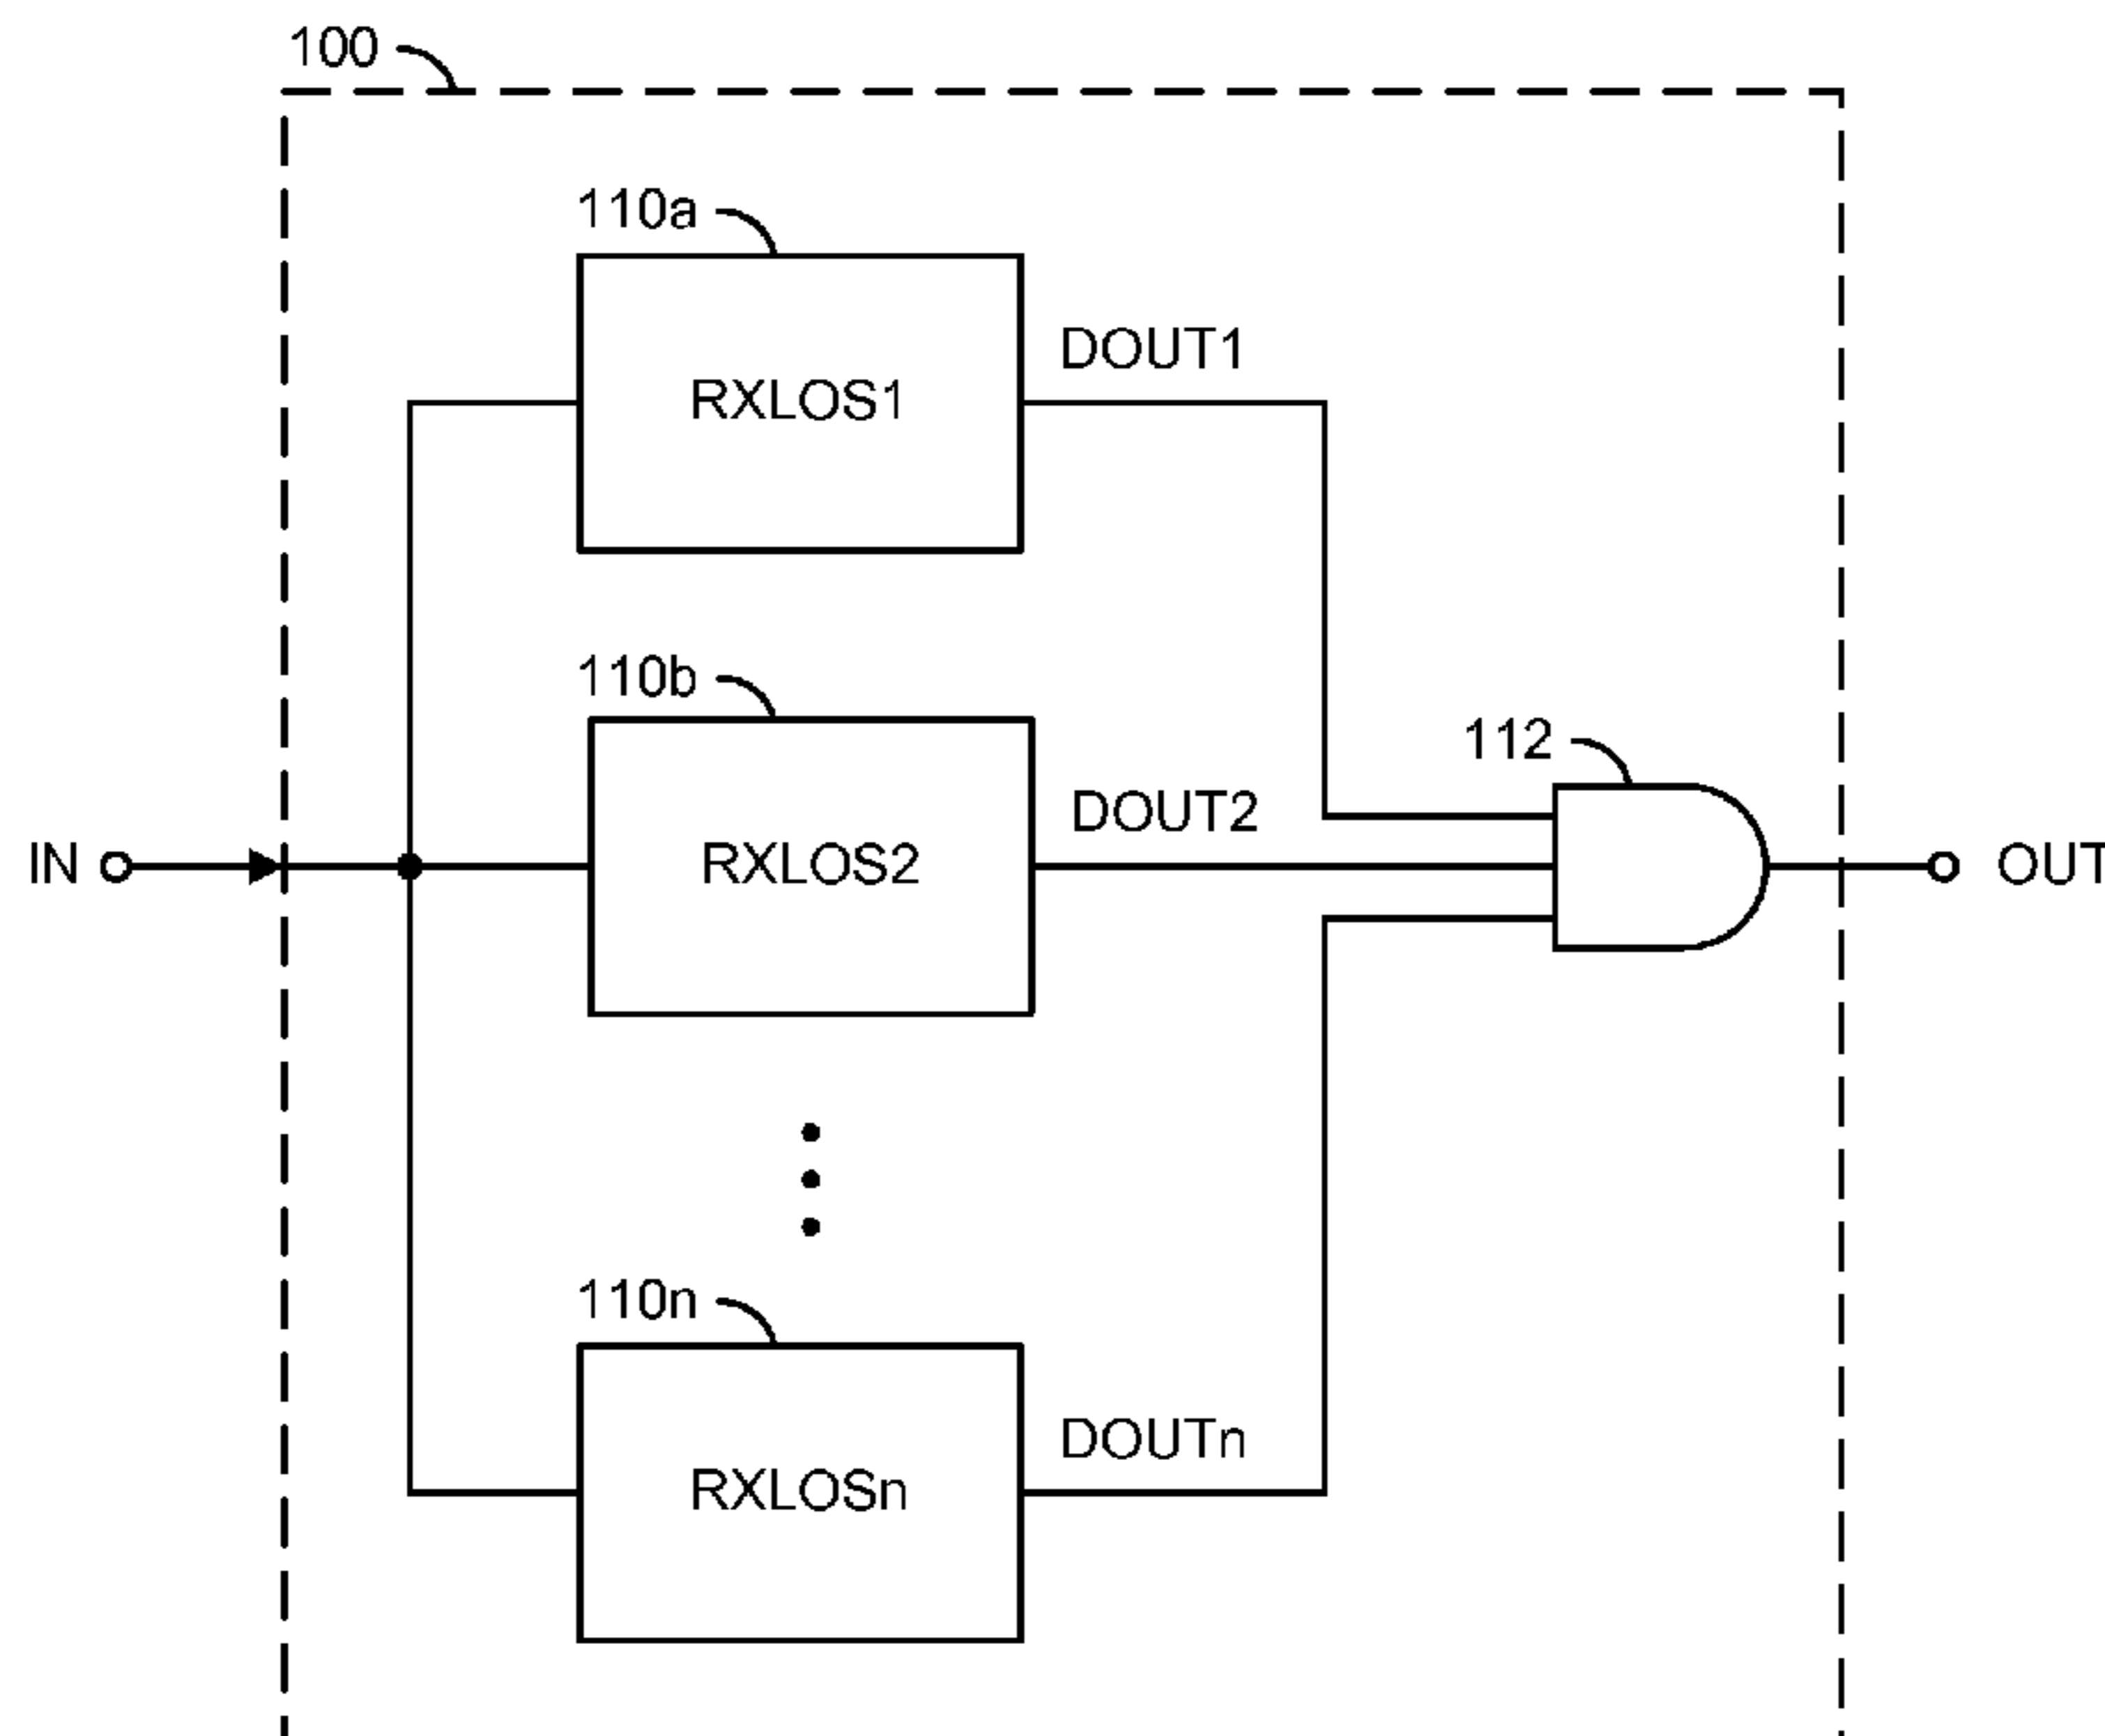 100
110a
DOUT1
RXLOS1
110b
112
DOUT2
IN
RXLOS2
OUT
110n
DOUTn
RXLOSn